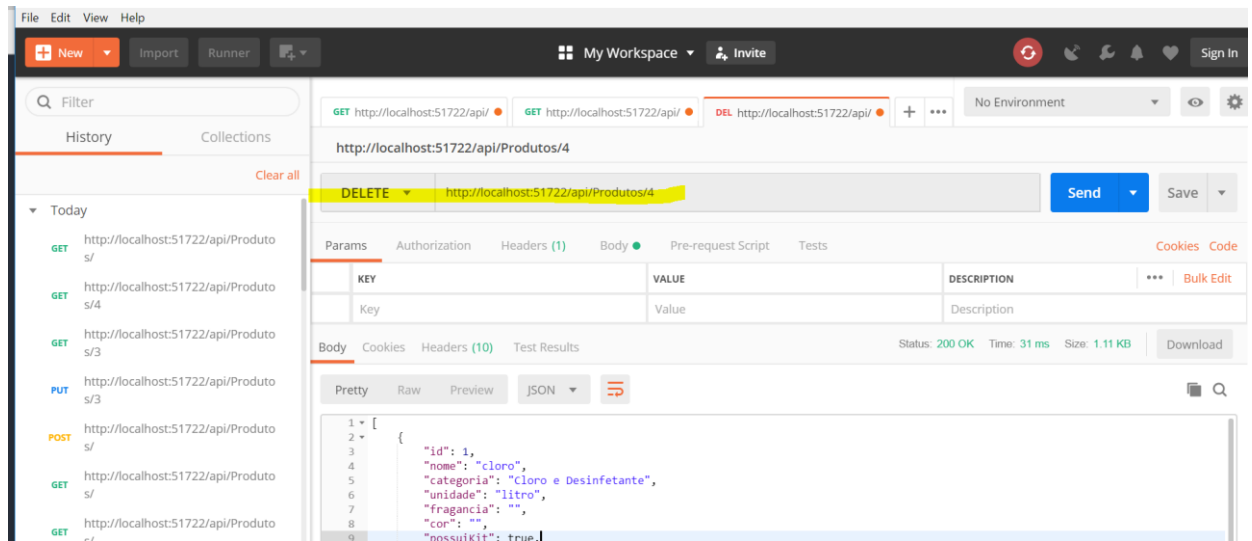 File Edit View Help
New Import Runner My Workspace Invite Sign In
Filter
History Collections
Clear all
Today
GET http://localhost:51722/api/Produto
s/
GET http://localhost:51722/api/Produto
s/4
GET http://localhost:51722/api/Produto
s/3
PUT http://localhost:51722/api/Produto
s/3
POST http://localhost:51722/api/Produto
s/
GET http://localhost:51722/api/Produto
s/
GET http://localhost:51722/api/Produto
GET http://localhost:51722/api/ GET http://localhost:51722/api/ DEL http://localhost:51722/api/ + ••• No Environment
http://localhost:51722/api/Produtos/4
DELETE http://localhost:51722/api/Produtos/4 Send Save
Params Authorization Headers (1) Body Pre-request Script Tests Cookies Code
KEY VALUE DESCRIPTION ••• Bulk Edit
Key Value Description
Body Cookies Headers (10) Test Results Status: 200 OK Time: 31 ms Size: 1.11 KB Download
Pretty Raw Preview JSON
1 [
2 {
3 "id": 1,
4 "nome": "cloro",
5 "categoria": "Cloro e Desinfetante",
6 "unidade": "litro",
7 "fragancia": "",
8 "cor": "",
9 "possuiKit": true,